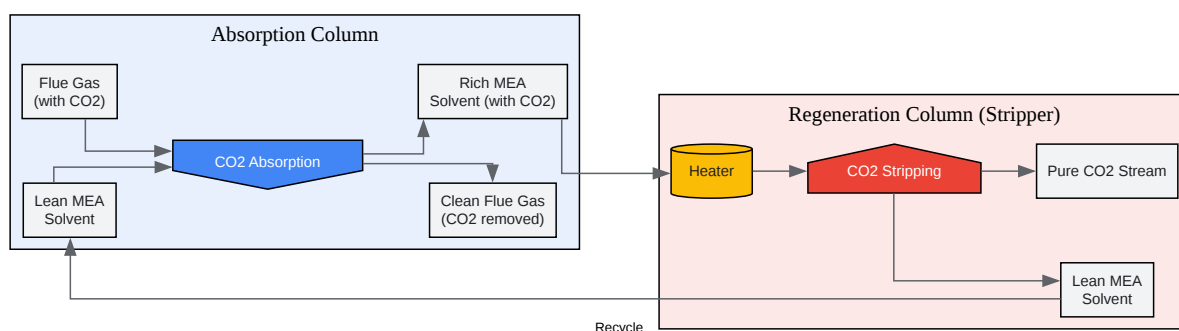 Absorption Column
Flue Gas
(with CO2)
Rich MEA
Solvent (with CO2)
CO2 Absorption
Lean MEA
Solvent
Clean Flue Gas
(CO2 removed)
Regeneration Column (Stripper)
Heater
CO2 Stripping
Pure CO2 Stream
Lean MEA
Solvent
Recycle